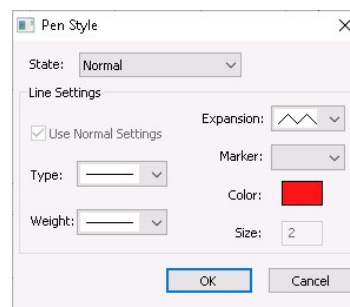 Pen Style
State: Normal
Line Settings
Use Normal Settings
Expansion:
Marker:
Type:
Color:
Weight:
Size: 2
OK Cancel